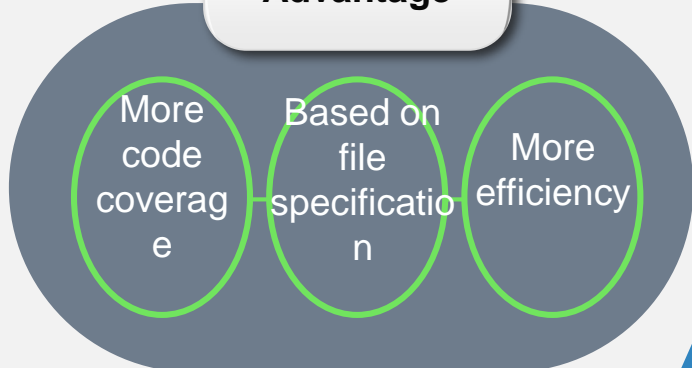 Advantage
More
code
coverag
e
Based on
file
specificatio
n
More
efficiency